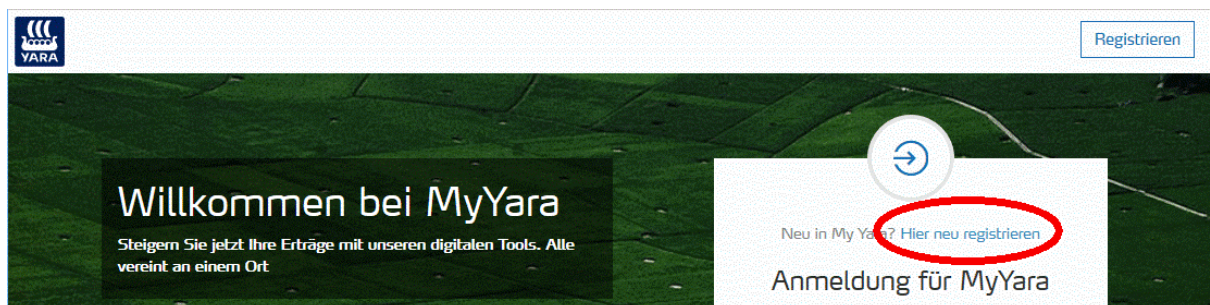 YARA
Registrieren
Willkommen bei MyYara
Steigern Sie jetzt Ihre Erträge mit unseren digitalen Tools. Alle
vereint an einem Ort
Neu in My Yara? Hier neu registrieren
Anmeldung für MyYara